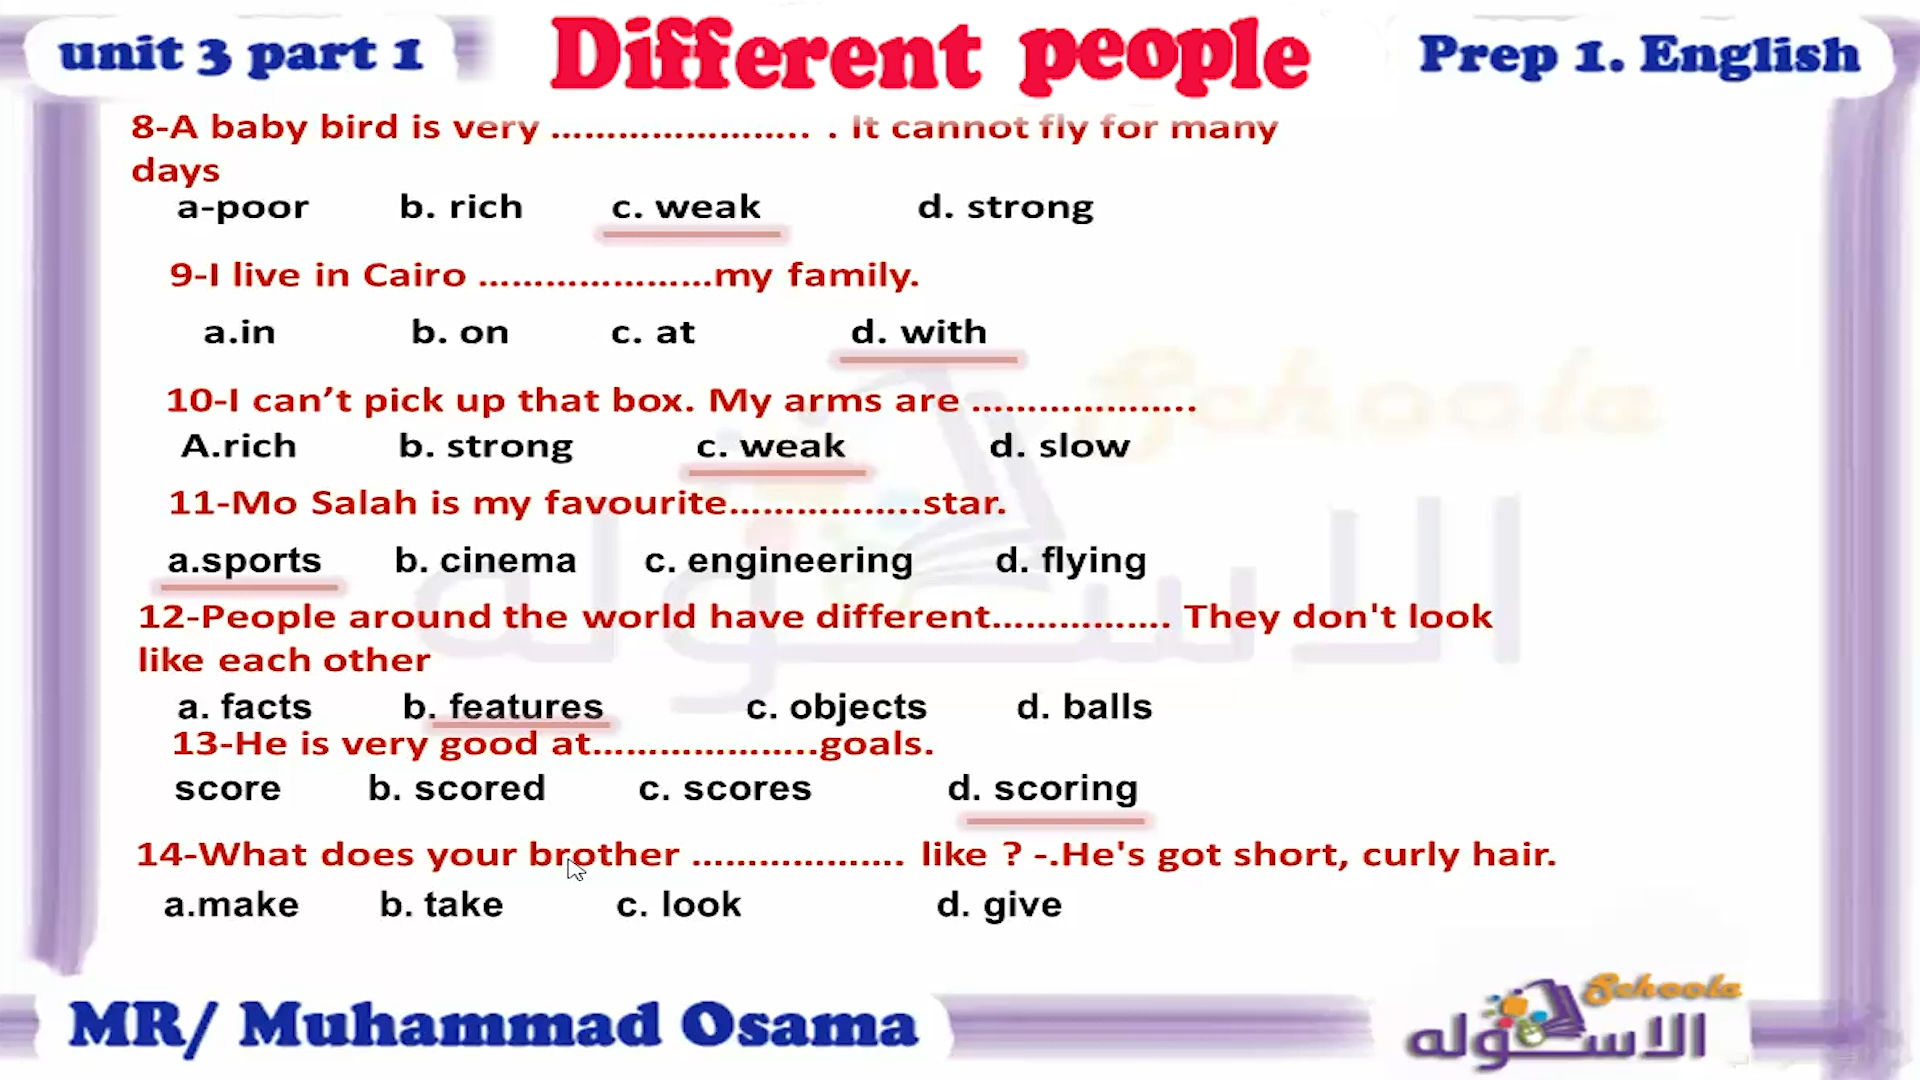 unit 3 part 1
Different people
Prep 1. English
8-A baby bird is very ………………….. . It cannot fly for many
days
a-poor b. rich c. weak d. strong
9-I live in Cairo …………………my family.
a.in b. on c. at d. with
10-I can’t pick up that box. My arms are ………………..
A.rich b. strong c. weak d. slow
11-Mo Salah is my favourite……………..star.
a.sports b. cinema c. engineering d. flying
12-People around the world have different……………. They don't look
like each other
a. facts b. features c. objects d. balls
13-He is very good at………………..goals.
score b. scored c. scores d. scoring
14-What does your brother ………………. like ? -.He's got short, curly hair.
a.make b. take c. look d. give
Schoola
الاسكوله
MR/ Muhammad Osama
Schoola
الاسكوله